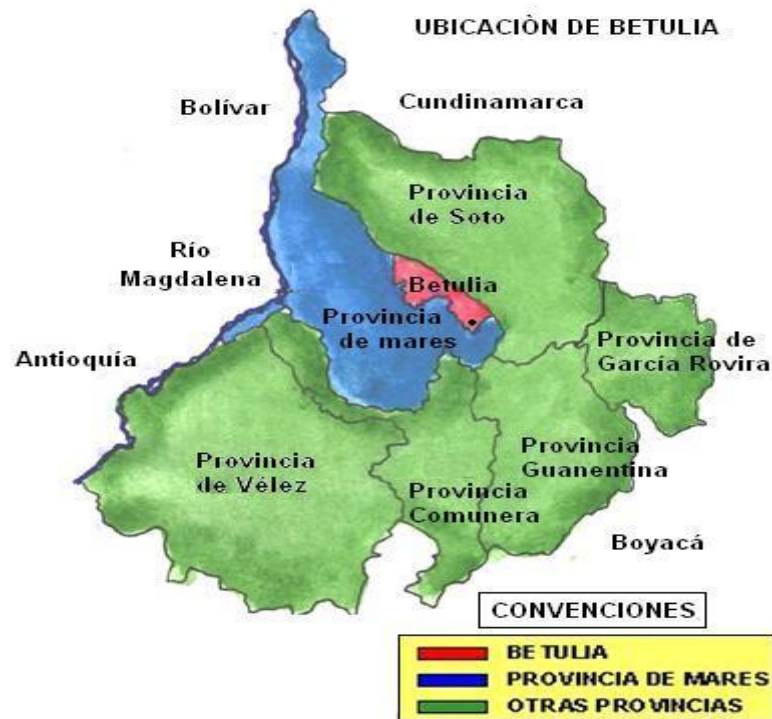 UBICACIÒN DE BETULIA
Bolívar
Cundinamarca
Provincia
de Soto
Río
Magdalena
Betulia
Provincia
de mares
Antioquía
Provincia de
García Rovira
Provincia
de Vélez
Provincia
Guanentina
Provincia
Comunera
Boyacá
CONVENCIONES
BETULIA
PROVINCIA DE MARES
OTRAS PROVINCIAS